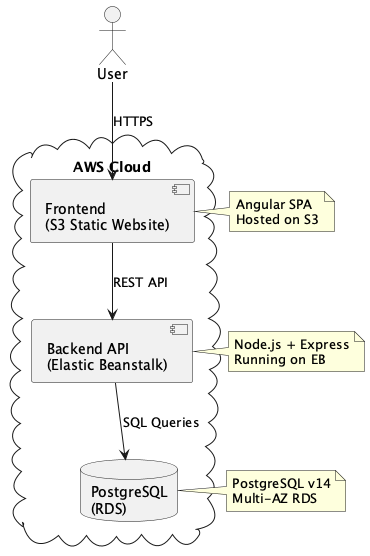 User
HTTPS
AWS Cloud
Frontend
(S3 Static Website)
Angular SPA
Hosted on S3
REST API
Backend API
(Elastic Beanstalk)
Node.js + Express
Running on EB
SQL Queries
PostgreSQL
(RDS)
PostgreSQL v14
Multi-AZ RDS